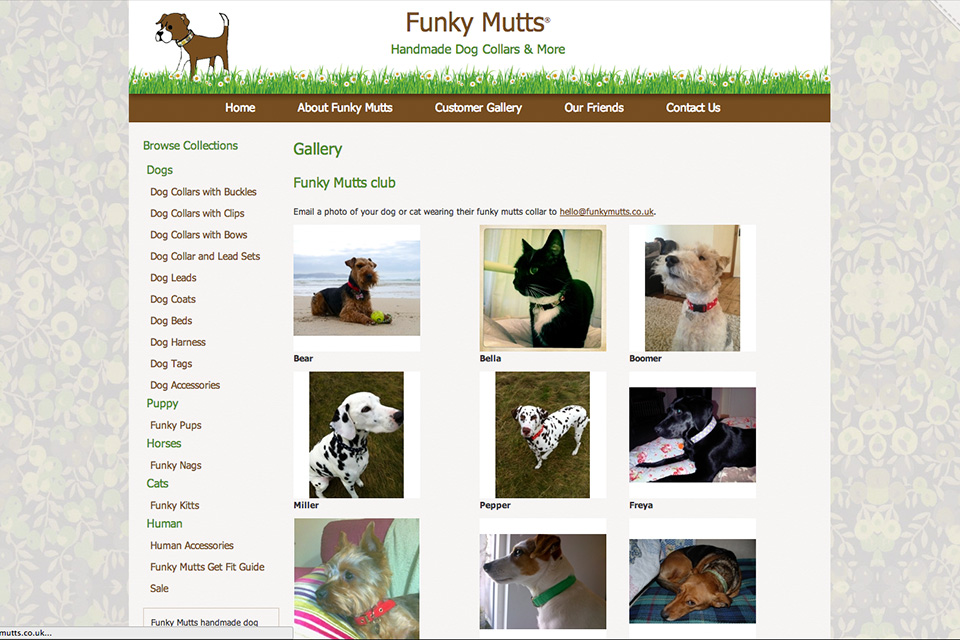 Funky Mutts®
Handmade Dog Collars & More
Home About Funky Mutts Customer Gallery Our Friends Contact Us
Browse Collections
Dogs
Dog Collars with Buckles
Dog Collars with Clips
Dog Collars with Bows
Dog Collar and Lead Sets
Dog Leads
Dog Coats
Dog Beds
Dog Harness
Dog Tags
Dog Accessories
Puppy
Funky Pups
Horses
Funky Nags
Cats
Funky Kitts
Human
Human Accessories
Funky Mutts Get Fit Guide
Sale
Funky Mutts handmade dog
Gallery
Funky Mutts club
Email a photo of your dog or cat wearing their funky mutts collar to hello@funkymutts.co.uk.
Bear Bella Boomer
Miller Pepper Freya
mutts.co.uk...